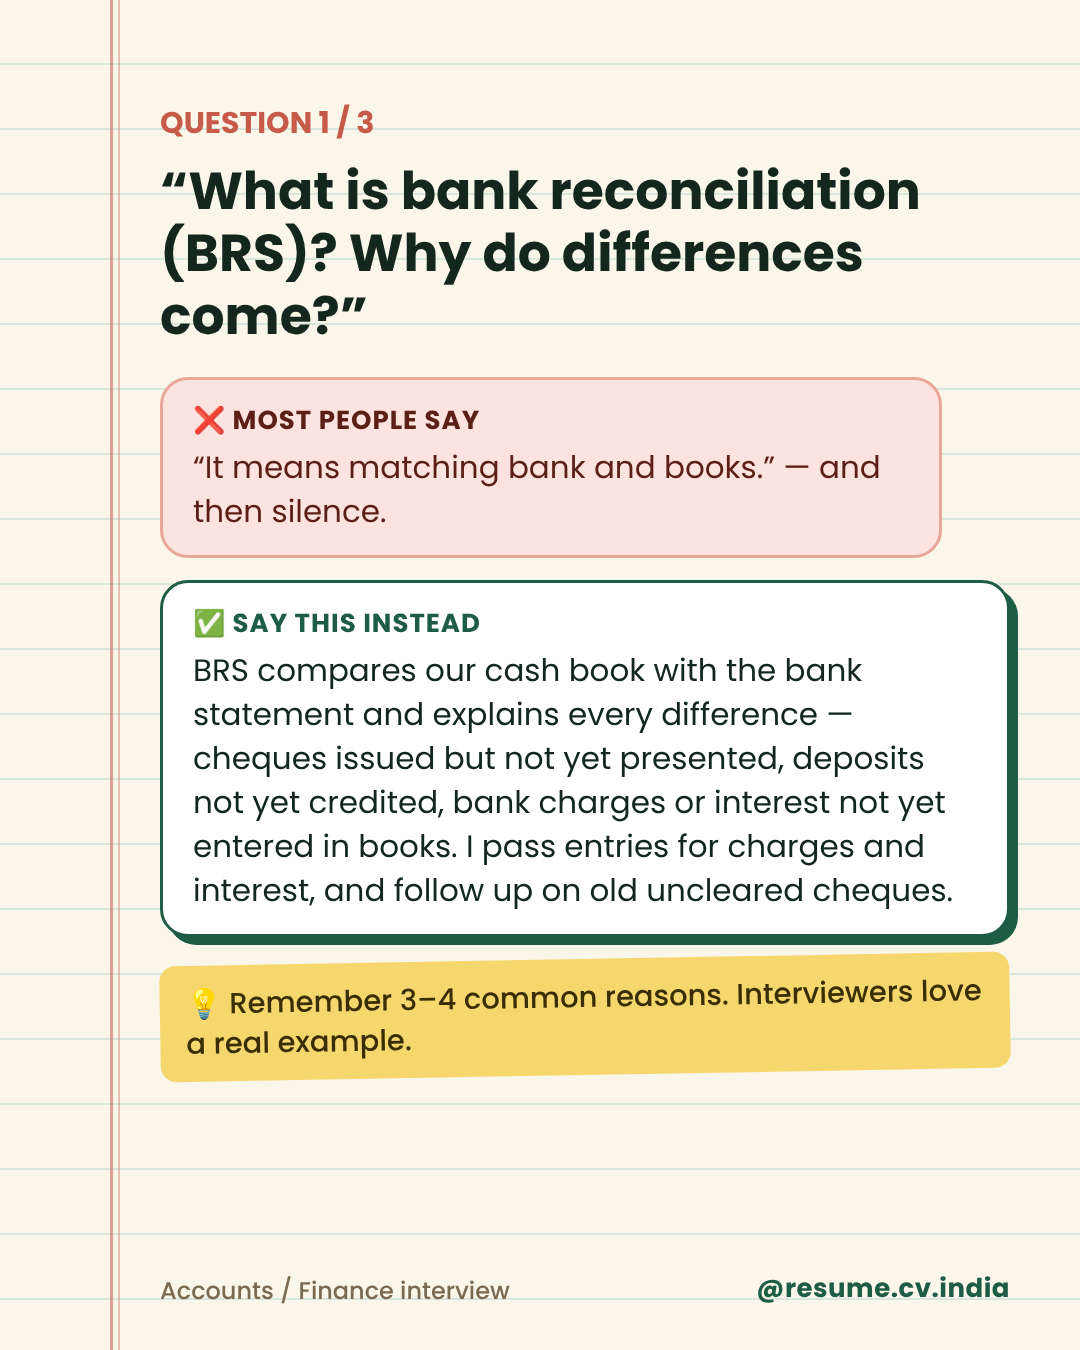 QUESTION 1 / 3
“What is bank reconciliation
(BRS)? Why do differences
come?”
❌ MOST PEOPLE SAY
“It means matching bank and books.” — and
then silence.
✅ SAY THIS INSTEAD
BRS compares our cash book with the bank
statement and explains every difference —
cheques issued but not yet presented, deposits
not yet credited, bank charges or interest not yet
entered in books. I pass entries for charges and
interest, and follow up on old uncleared cheques.
💡 Remember 3–4 common reasons. Interviewers love
a real example.
Accounts / Finance interview
@resume.cv.india